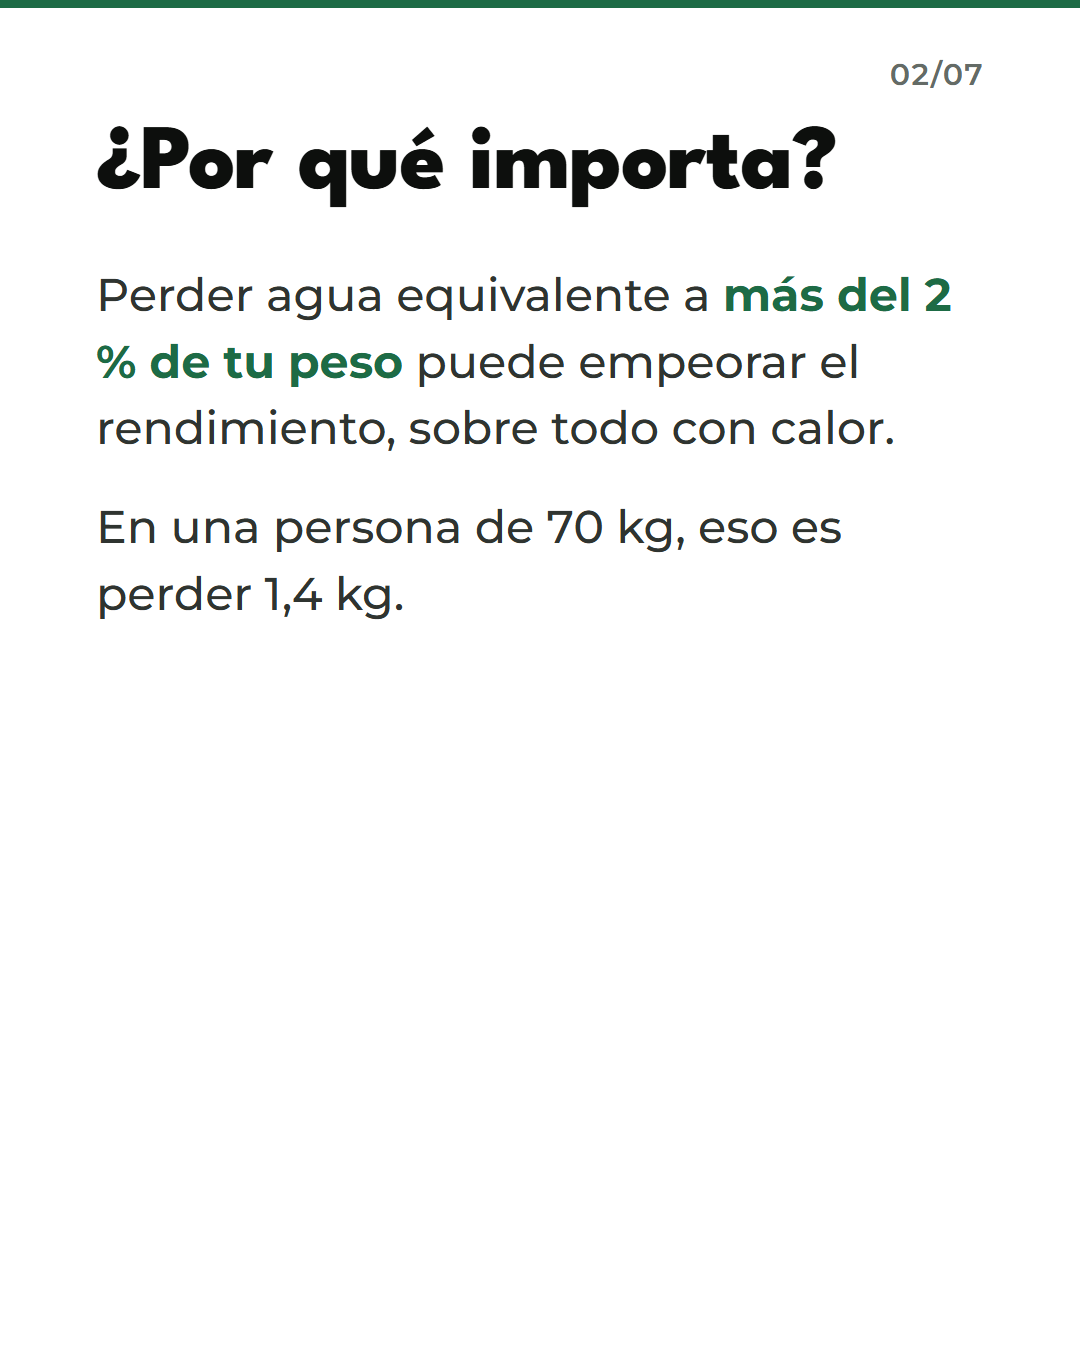 02/07
¿Por qué importa?
Perder agua equivalente a más del 2
% de tu peso puede empeorar el
rendimiento, sobre todo con calor.
En una persona de 70 kg, eso es
perder 1,4 kg.